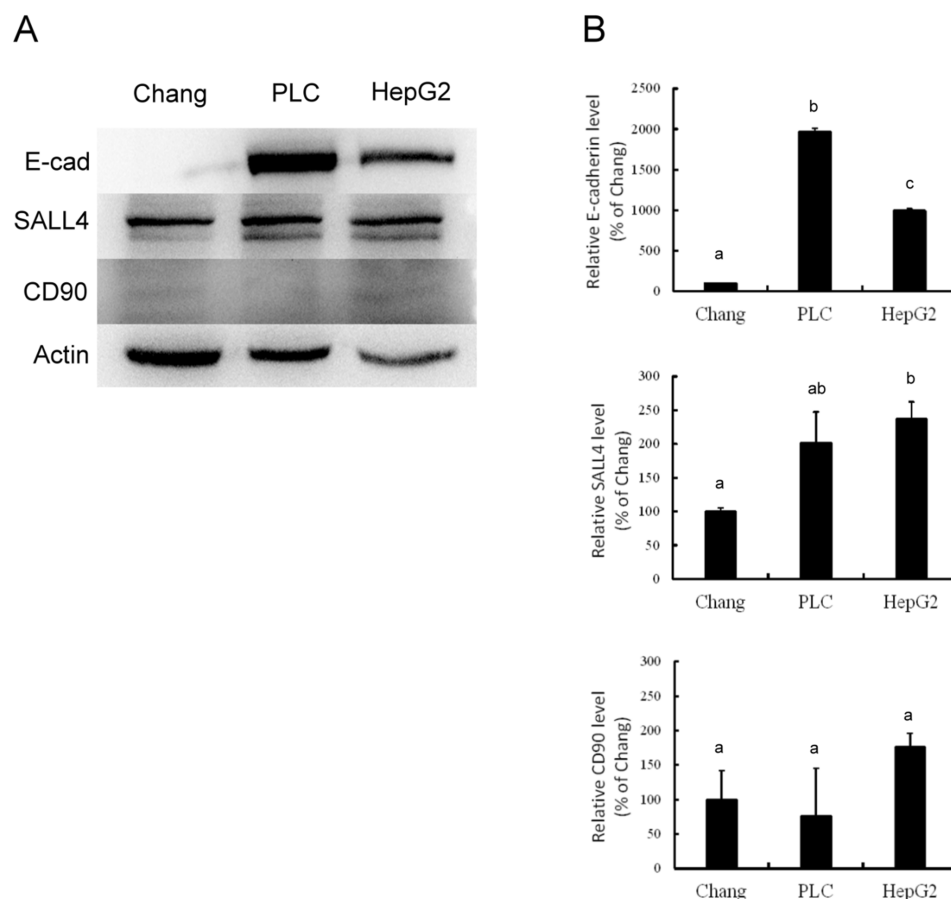 A
Chang PLC HepG2
E-cad
SALL4
CD90
Actin
B
Relative E-cadherin level
(% of Chang)
2500
2000
1500
1000
500
0
a
b
c
Chang PLC HepG2
Relative SALL4 level
(% of Chang)
300
250
200
150
100
50
0
a
ab
b
Chang PLC HepG2
Relative CD90 level
(% of Chang)
300
250
200
150
100
50
0
a
a
a
Chang PLC HepG2